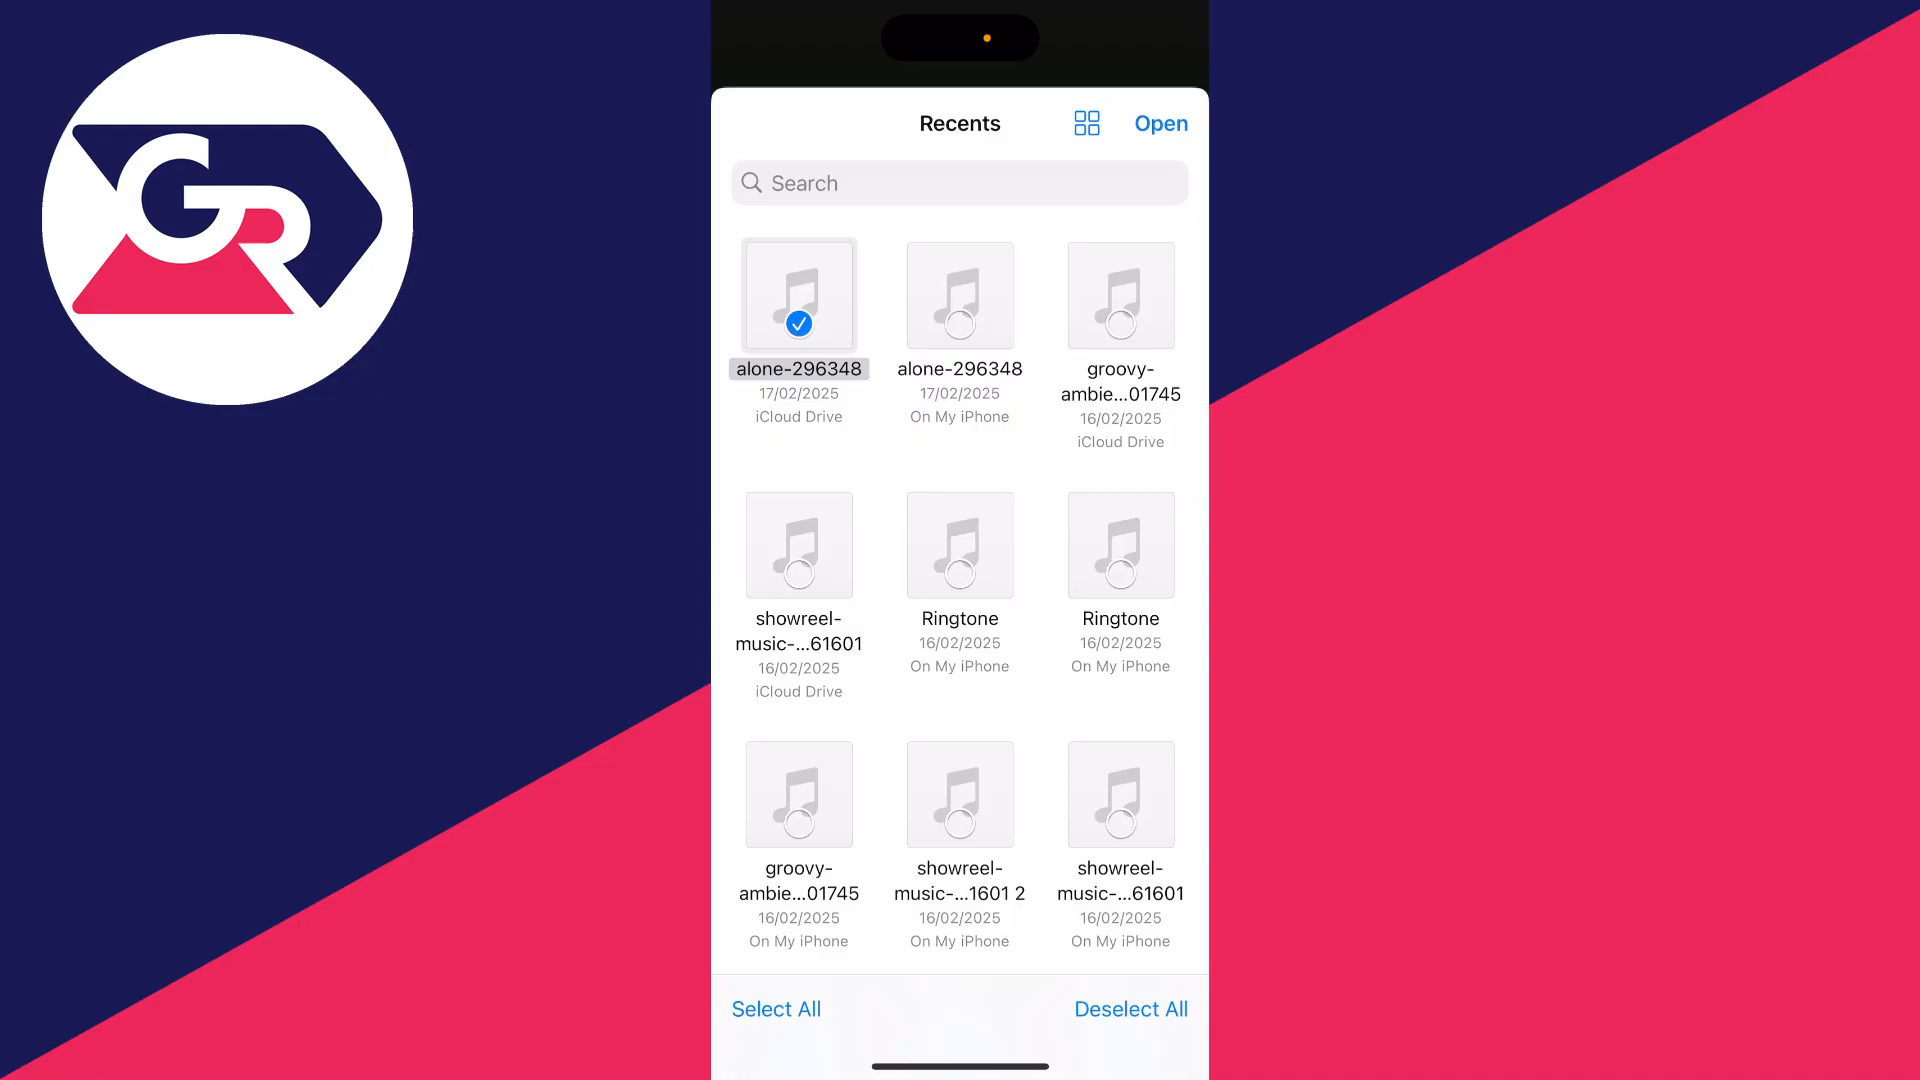 GR
Recents
Open
Search
alone-296348
17/02/2025
iCloud Drive
alone-296348
17/02/2025
On My iPhone
groovy-
ambie...01745
16/02/2025
iCloud Drive
showreel-
music-...61601
16/02/2025
iCloud Drive
Ringtone
16/02/2025
On My iPhone
Ringtone
16/02/2025
On My iPhone
groovy-
ambie...01745
16/02/2025
On My iPhone
showreel-
music-...1601 2
16/02/2025
On My iPhone
showreel-
music-...61601
16/02/2025
On My iPhone
Select All
Deselect All